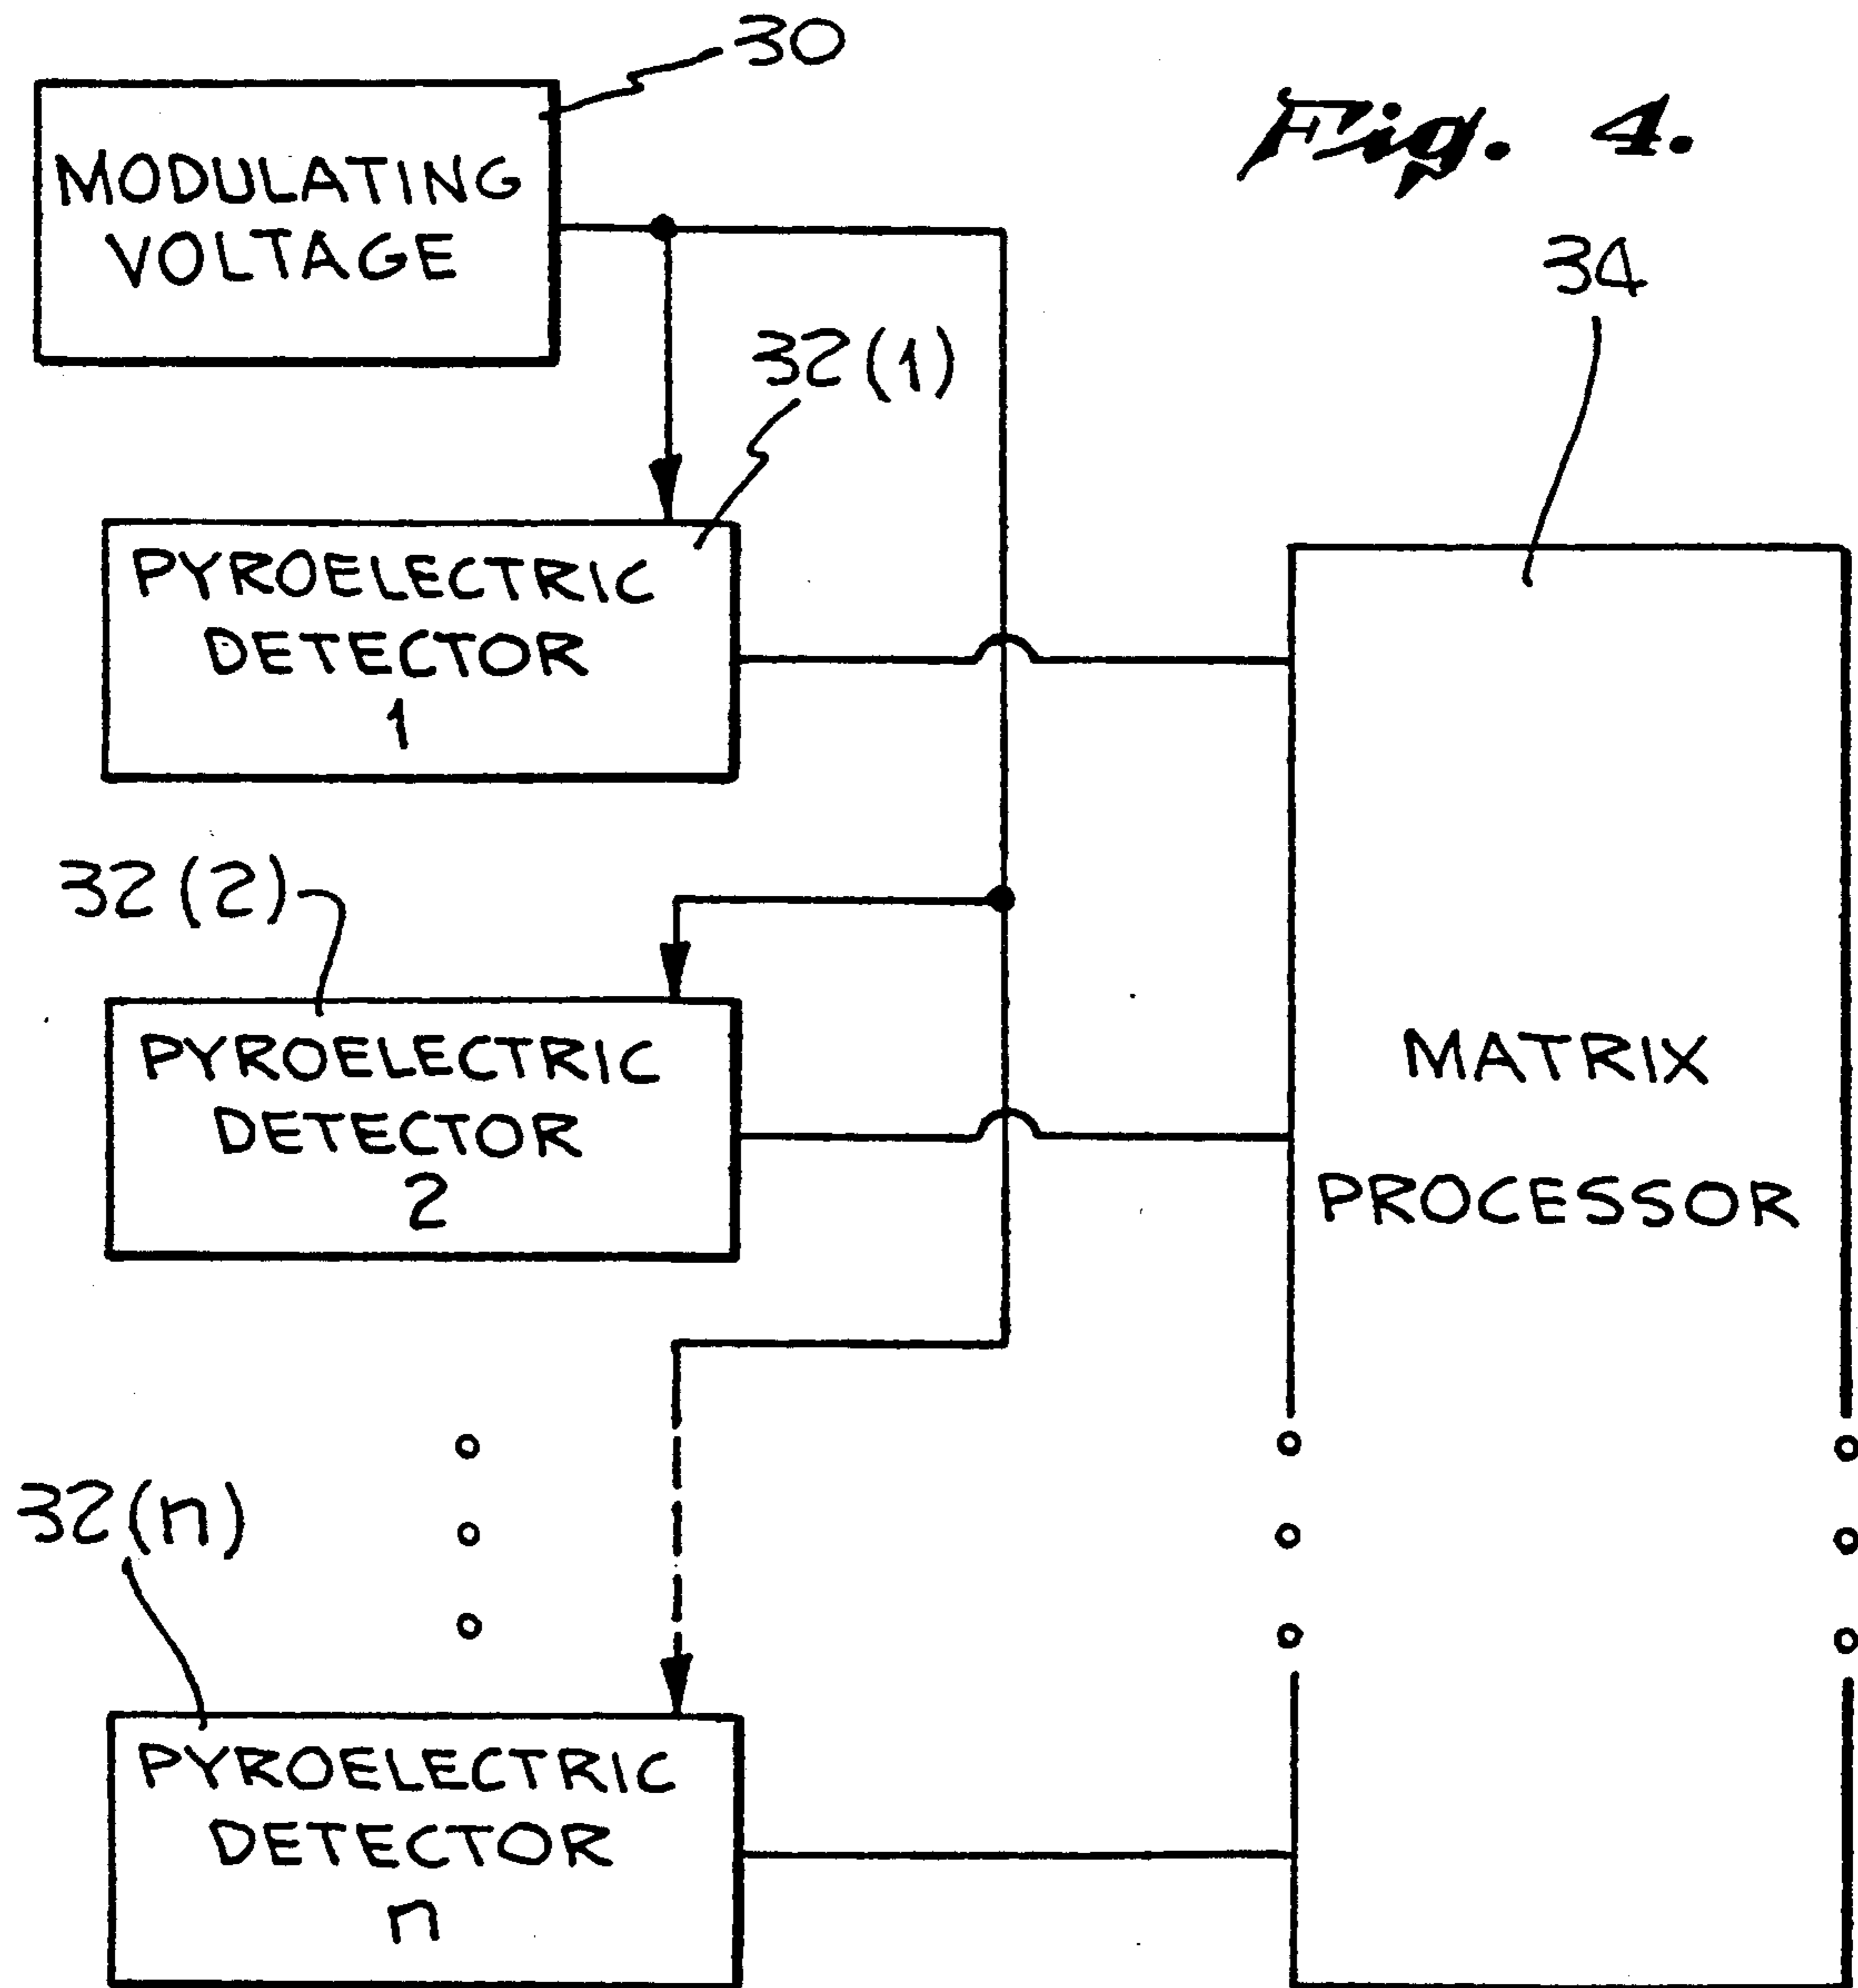 30
Fig. 4.
MODULATING
VOLTAGE
34
32(1)
PYROELECTRIC
DETECTOR
1
32(2)
PYROELECTRIC
DETECTOR
2
MATRIX
PROCESSOR
32(n)
PYROELECTRIC
DETECTOR
n